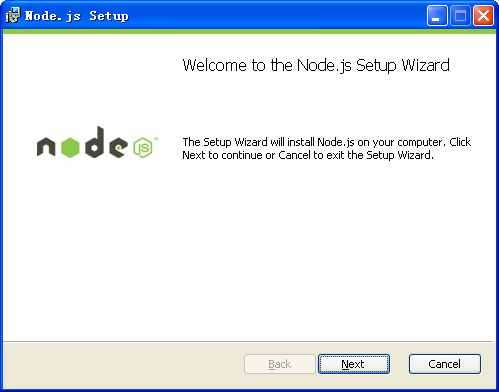 Node.js Setup
Welcome to the Node.js Setup Wizard
node JS™
The Setup Wizard will install Node.js on your computer. Click
Next to continue or Cancel to exit the Setup Wizard.
Back Next Cancel